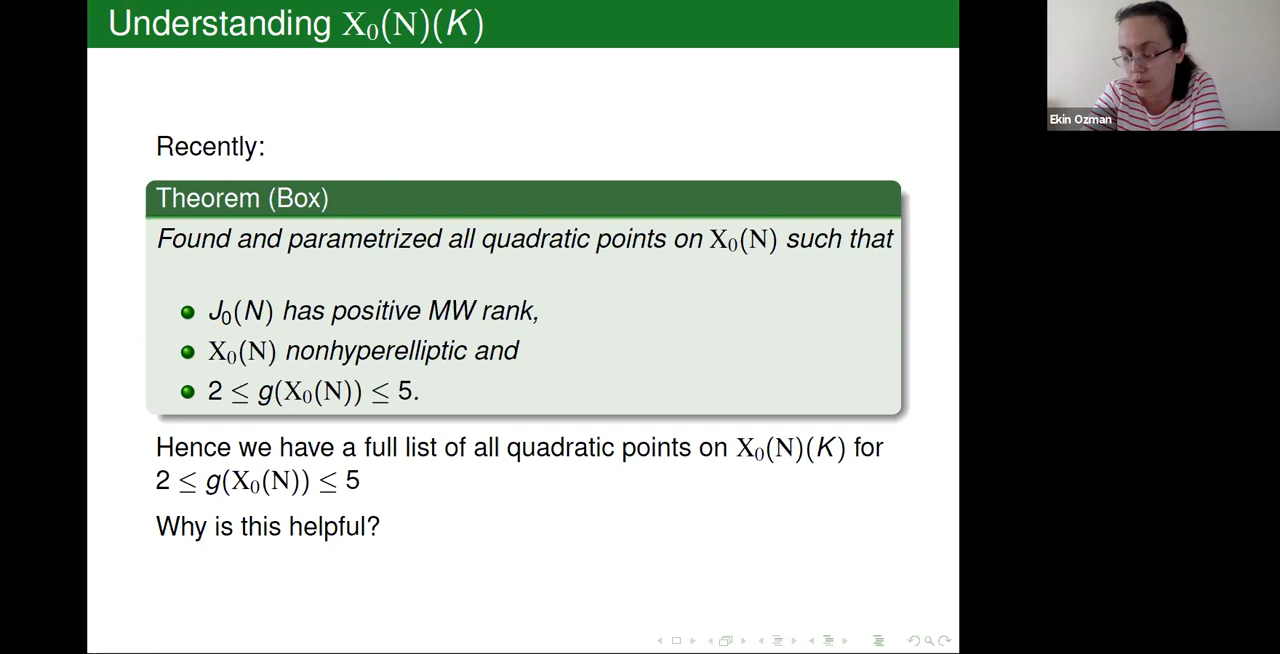 Understanding X₀(N)(K)
Ekin Ozman
Recently:
Theorem (Box)
Found and parametrized all quadratic points on X₀(N) such that
J₀(N) has positive MW rank,
X₀(N) nonhyperelliptic and
2 ≤ g(X₀(N)) ≤ 5.
Hence we have a full list of all quadratic points on X₀(N)(K) for
2 ≤ g(X₀(N)) ≤ 5
Why is this helpful?